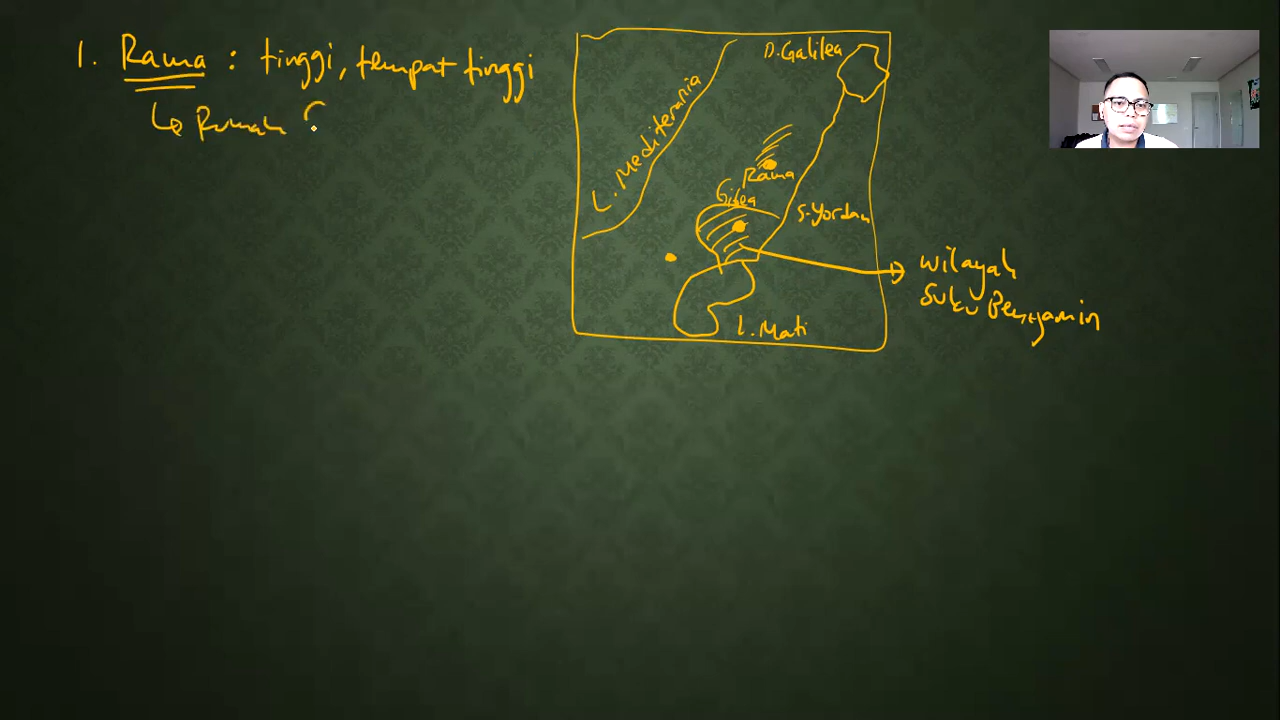 1. Rama : tinggi, tempat tinggi
↳ Rumah ?
D. Galilea
L. Mediterania
Rama
Gibea
S. Yordan
wilayah
Suku Benyamin
L. Mati